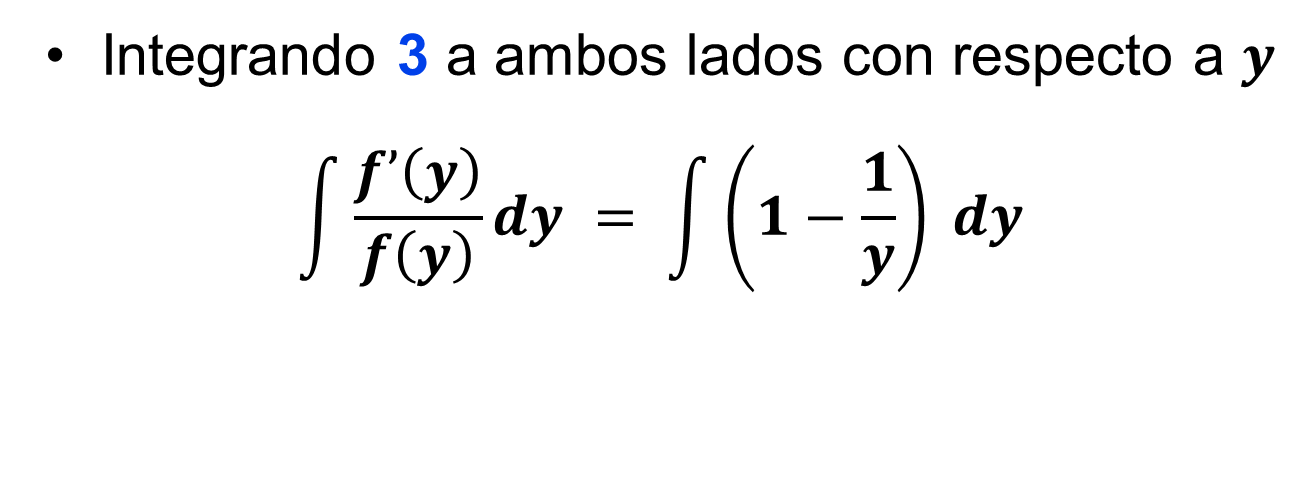 • Integrando 3 a ambos lados con respecto a y
∫ f’(y)/f(y) dy = ∫ (1 − 1/y) dy